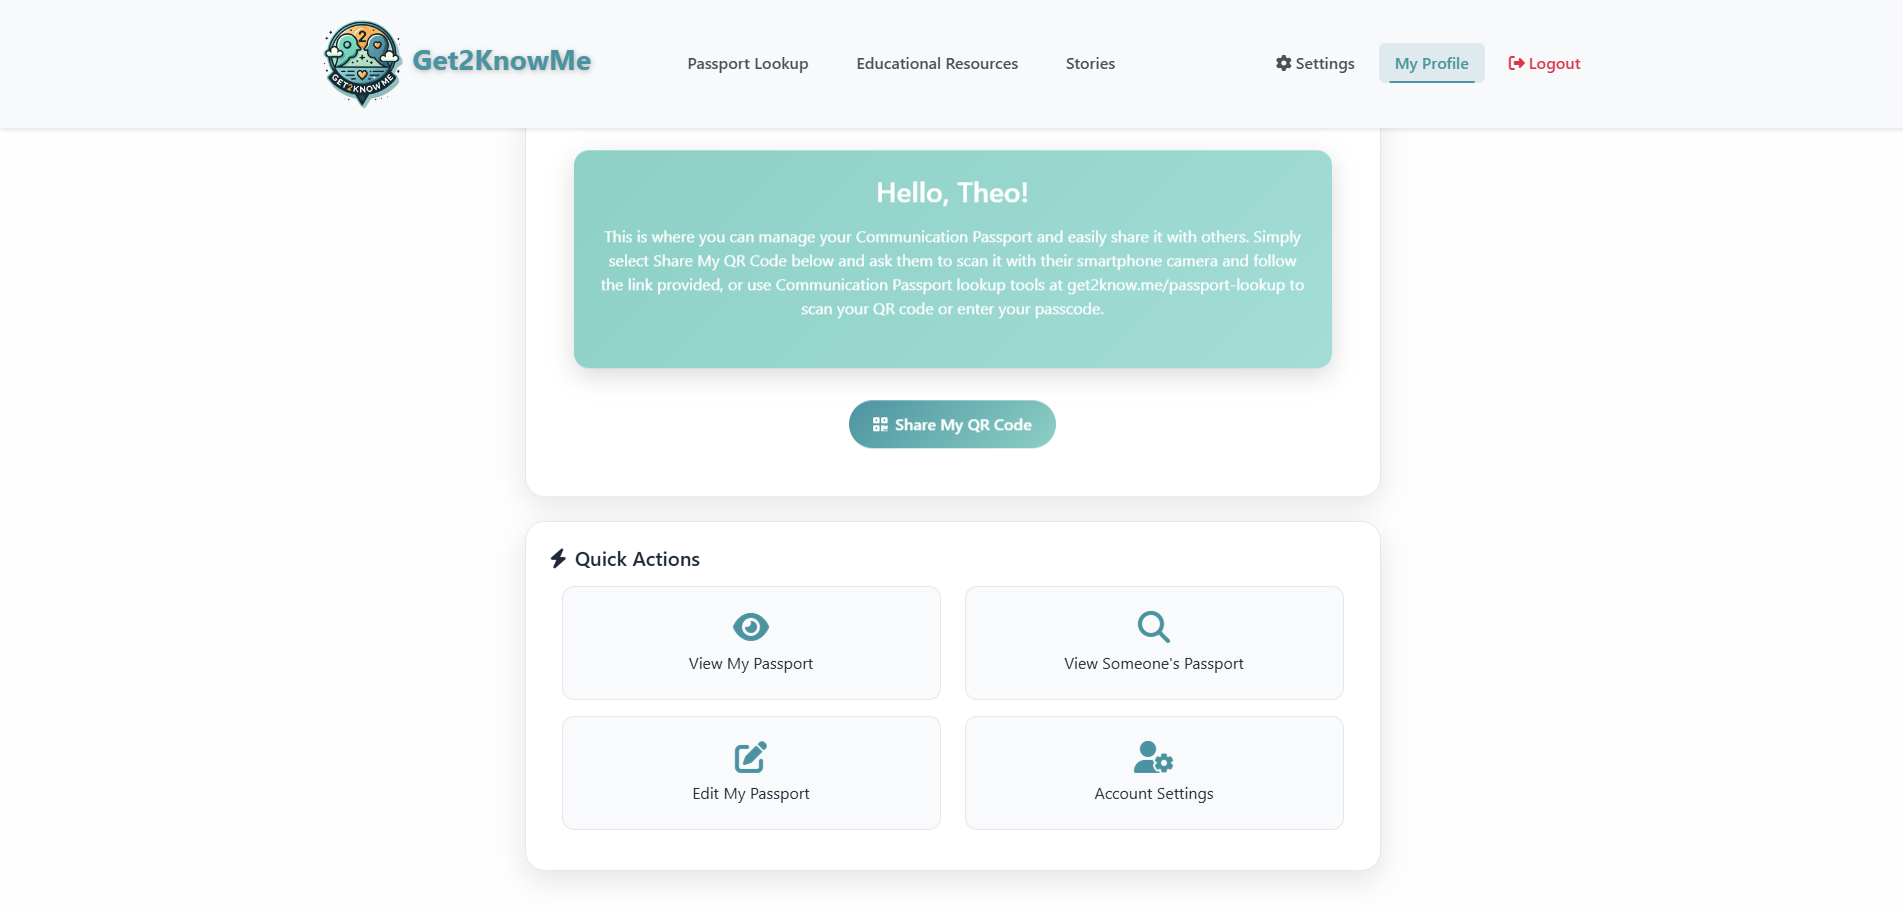 2
GET2KNOWME
Get2KnowMe
Passport Lookup
Educational Resources
Stories
Settings
My Profile
Logout
Hello, Theo!
This is where you can manage your Communication Passport and easily share it with others. Simply
select Share My QR Code below and ask them to scan it with their smartphone camera and follow
the link provided, or use Communication Passport lookup tools at get2know.me/passport-lookup to
scan your QR code or enter your passcode.
Share My QR Code
Quick Actions
View My Passport
View Someone's Passport
Edit My Passport
Account Settings